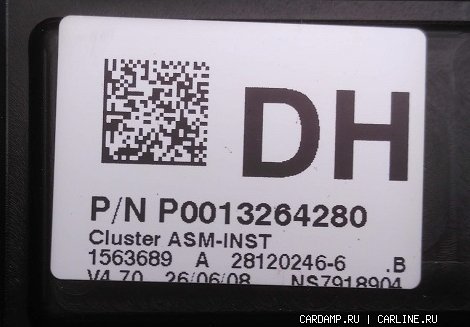 DH
P/N P0013264280
Cluster ASM-INST
1563689 A 28120246-6 .B
V4.70 26/06/08 NS7918904
CARDAMP.RU | CARLINE.RU